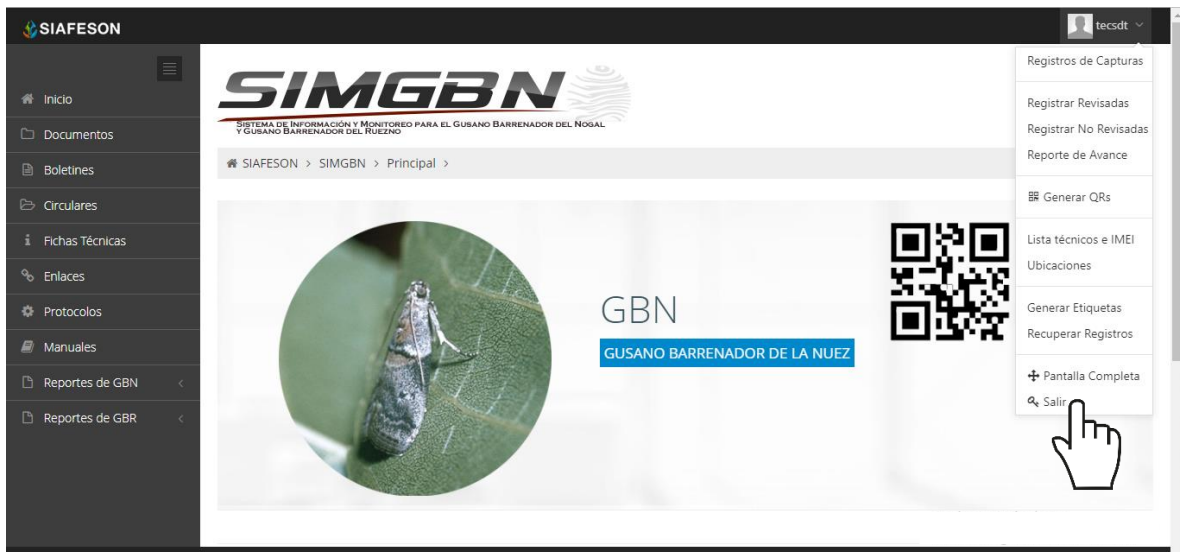 SIAFESON
tecsdt
Inicio
Documentos
Boletines
Circulares
Fichas Técnicas
Enlaces
Protocolos
Manuales
Reportes de GBN
Reportes de GBR
SIMGBN
Sistema de Información y Monitoreo para el Gusano Barrenador del Nogal
y Gusano Barrenador del Ruezno
SIAFESON > SIMGBN > Principal >
GBN
GUSANO BARRENADOR DE LA NUEZ
Registros de Capturas
Registrar Revisadas
Registrar No Revisadas
Reporte de Avance
Generar QRs
Lista técnicos e IMEI
Ubicaciones
Generar Etiquetas
Recuperar Registros
Pantalla Completa
Salir